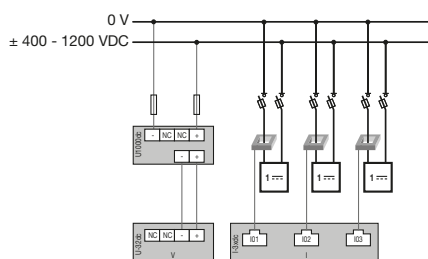 0 V
± 400 - 1200 VDC
U1000dc
- NC NC +
- +
1 1 1
U-32dc
NC NC - +
V
I-3xdc
I01 I02 I03
I